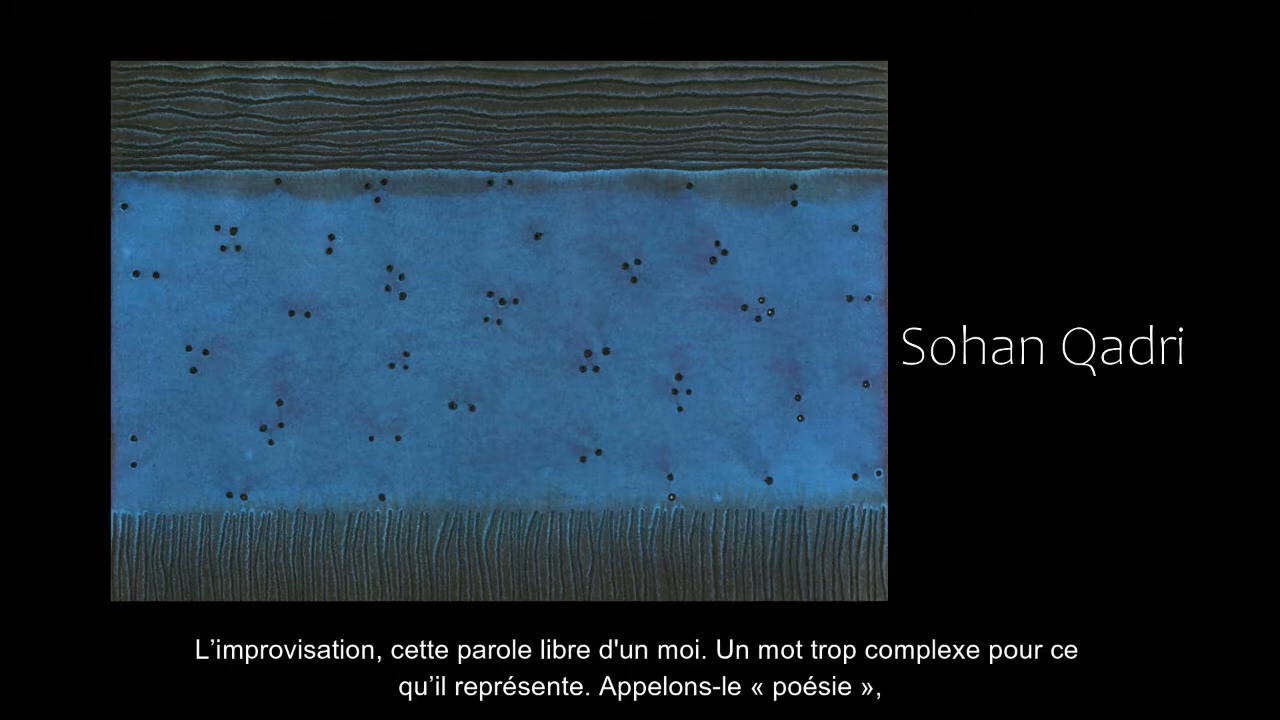 Sohan Qadri
L’improvisation, cette parole libre d'un moi. Un mot trop complexe pour ce
qu’il représente. Appelons-le « poésie »,